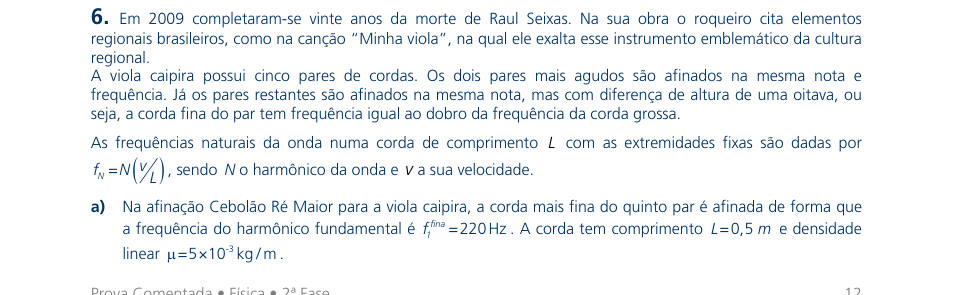 6. Em 2009 completaram-se vinte anos da morte de Raul Seixas. Na sua obra o roqueiro cita elementos
regionais brasileiros, como na canção “Minha viola”, na qual ele exalta esse instrumento emblemático da cultura
regional.
A viola caipira possui cinco pares de cordas. Os dois pares mais agudos são afinados na mesma nota e
frequência. Já os pares restantes são afinados na mesma nota, mas com diferença de altura de uma oitava, ou
seja, a corda fina do par tem frequência igual ao dobro da frequência da corda grossa.
As frequências naturais da onda numa corda de comprimento L com as extremidades fixas são dadas por
f_N = N(v/L), sendo N o harmônico da onda e v a sua velocidade.
a) Na afinação Cebolão Ré Maior para a viola caipira, a corda mais fina do quinto par é afinada de forma que
a frequência do harmônico fundamental é f_1^fina = 220 Hz. A corda tem comprimento L=0,5 m e densidade
linear μ=5×10⁻³ kg/m.
Prova Comentada • Física • 2ª Fase 12